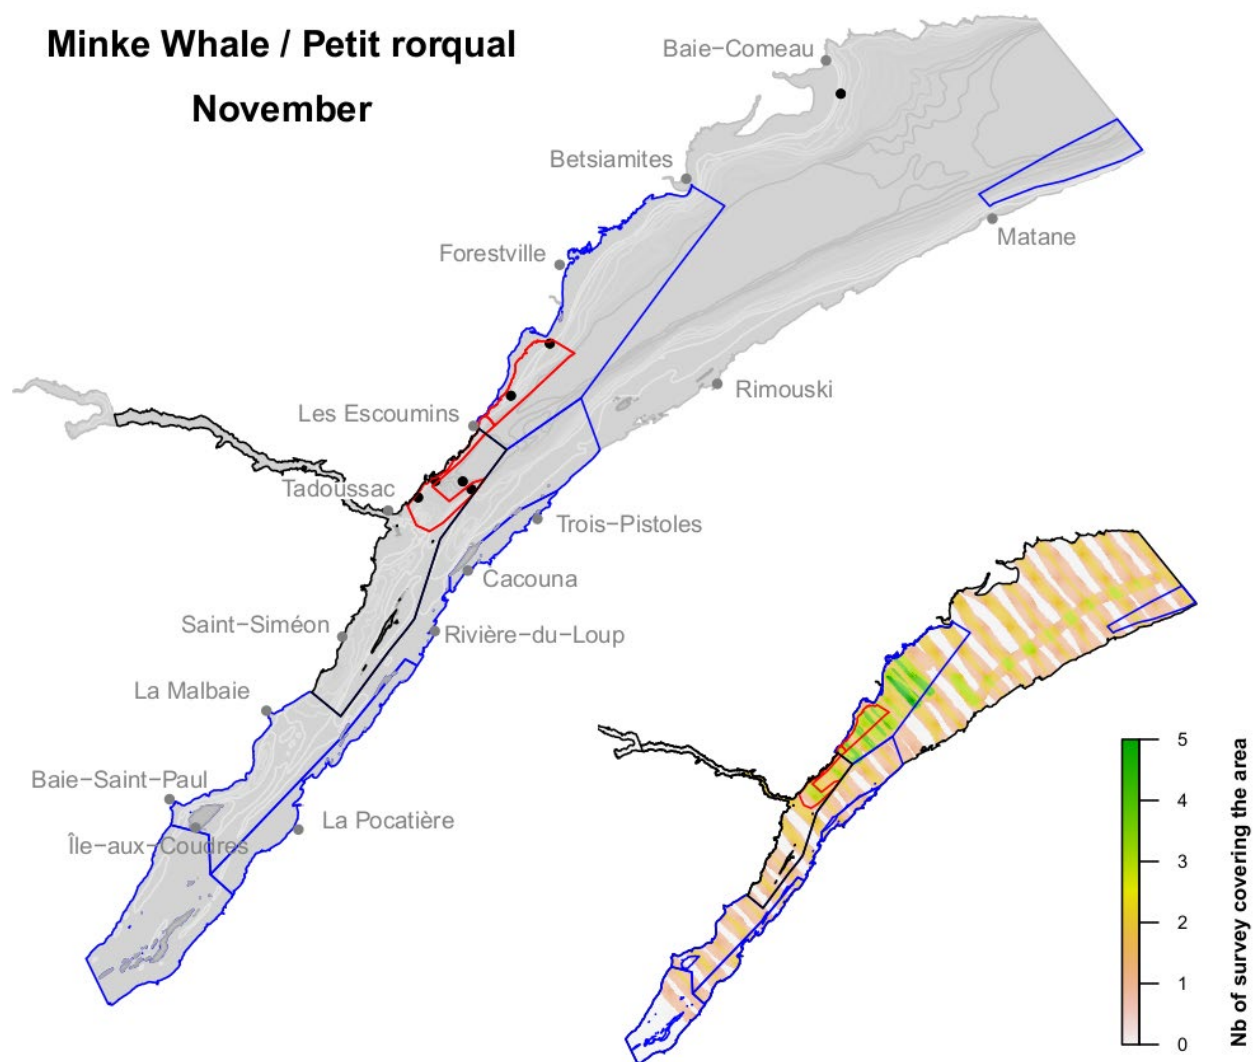 Minke Whale / Petit rorqual
November
Baie−Comeau
Betsiamites
Forestville
Matane
Rimouski
Les Escoumins
Tadoussac
Trois−Pistoles
Cacouna
Saint−Siméon
Rivière−du−Loup
La Malbaie
Baie−Saint−Paul
La Pocatière
Île−aux−Coudres
5
4
3
2
1
0
Nb of survey covering the area